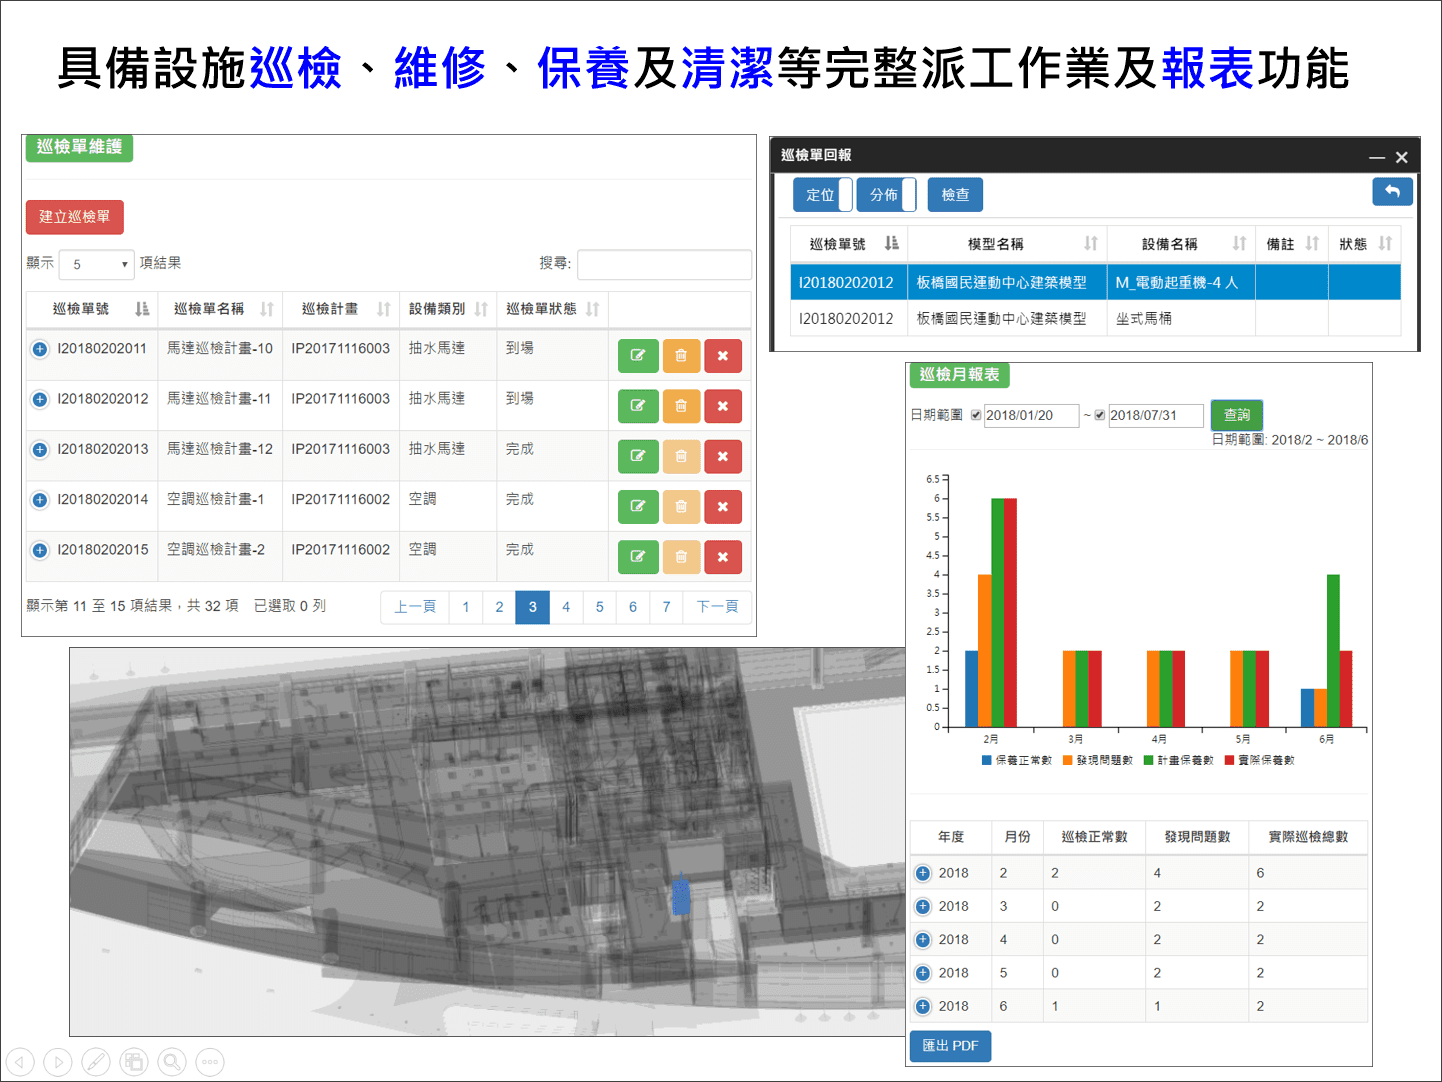 具備設施巡檢、維修、保養及清潔等完整派工作業及報表功能
巡檢單維護
建立巡檢單
顯示 5 項結果 搜尋:
巡檢單號 巡檢單名稱 巡檢計畫 設備類別 巡檢單狀態
I20180202011 馬達巡檢計畫-10 IP20171116003 抽水馬達 到場
I20180202012 馬達巡檢計畫-11 IP20171116003 抽水馬達 到場
I20180202013 馬達巡檢計畫-12 IP20171116003 抽水馬達 完成
I20180202014 空調巡檢計畫-1 IP20171116002 空調 完成
I20180202015 空調巡檢計畫-2 IP20171116002 空調 完成
顯示第 11 至 15 項結果，共 32 項 已選取 0 列
上一頁 1 2 3 4 5 6 7 下一頁
巡檢單回報
定位 分佈 檢查
巡檢單號 模型名稱 設備名稱 備註 狀態
I20180202012 板橋國民運動中心建築模型 M_電動起重機-4 人
I20180202012 板橋國民運動中心建築模型 坐式馬桶
巡檢月報表
日期範圍 2018/01/20 ~ 2018/07/31 查詢
日期範圍: 2018/2 ~ 2018/6
6.5
6
5.5
5
4.5
4
3.5
3
2.5
2
1.5
1
0.5
0
2月 3月 4月 5月 6月
保養正常數 發現問題數 計畫保養數 實際保養數
年度 月份 巡檢正常數 發現問題數 實際巡檢總數
2018 2 2 4 6
2018 3 0 2 2
2018 4 0 2 2
2018 5 0 2 2
2018 6 1 1 2
匯出 PDF